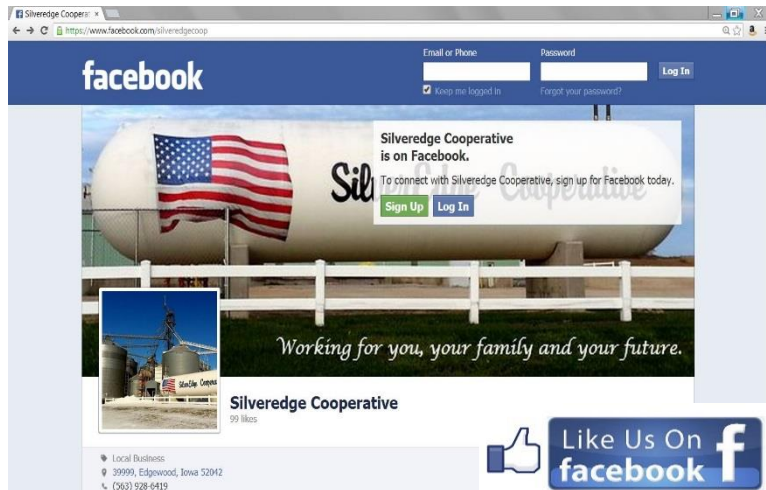 Silveredge Cooperat
https://www.facebook.com/silveredgecoop
facebook
Email or Phone
Password
Log In
Keep me logged in
Forgot your password?
Silveredge Cooperative
is on Facebook.
To connect with Silveredge Cooperative, sign up for Facebook today.
Sign Up Log In
SilverEdge Cooperative
Working for you, your family and your future.
Silveredge Cooperative
99 likes
Local Business
39999, Edgewood, Iowa 52042
(563) 928-6419
Like Us On
facebook